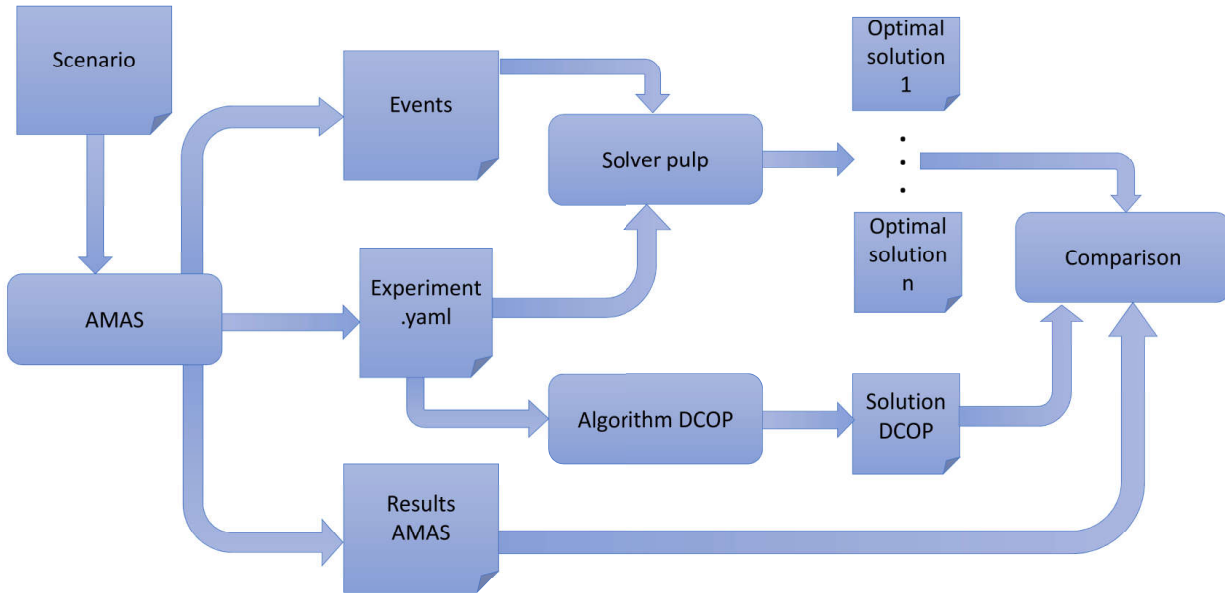 Scenario
Events
Solver pulp
Optimal
solution
1
.
.
.
Optimal
solution
n
Comparison
AMAS
Experiment
.yaml
Algorithm DCOP
Solution
DCOP
Results
AMAS